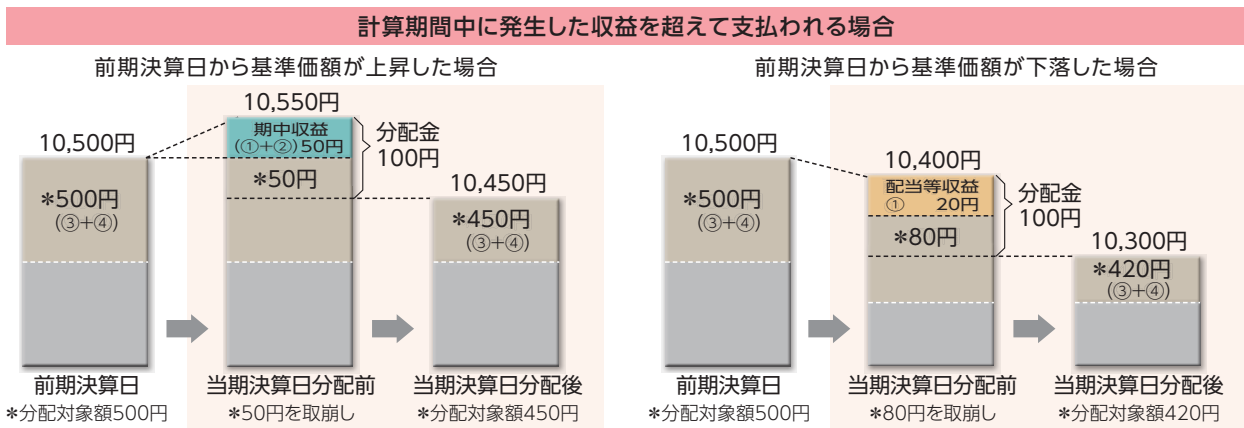 計算期間中に発生した収益を超えて支払われる場合
前期決算日から基準価額が上昇した場合
10,500円
*500円
(③+④)
前期決算日
*分配対象額500円
10,550円
期中収益
(①+②)50円
*50円
分配金
100円
当期決算日分配前
*50円を取崩し
10,450円
*450円
(③+④)
当期決算日分配後
*分配対象額450円
前期決算日から基準価額が下落した場合
10,500円
*500円
(③+④)
前期決算日
*分配対象額500円
10,400円
配当等収益
① 20円
*80円
分配金
100円
当期決算日分配前
*80円を取崩し
10,300円
*420円
(③+④)
当期決算日分配後
*分配対象額420円